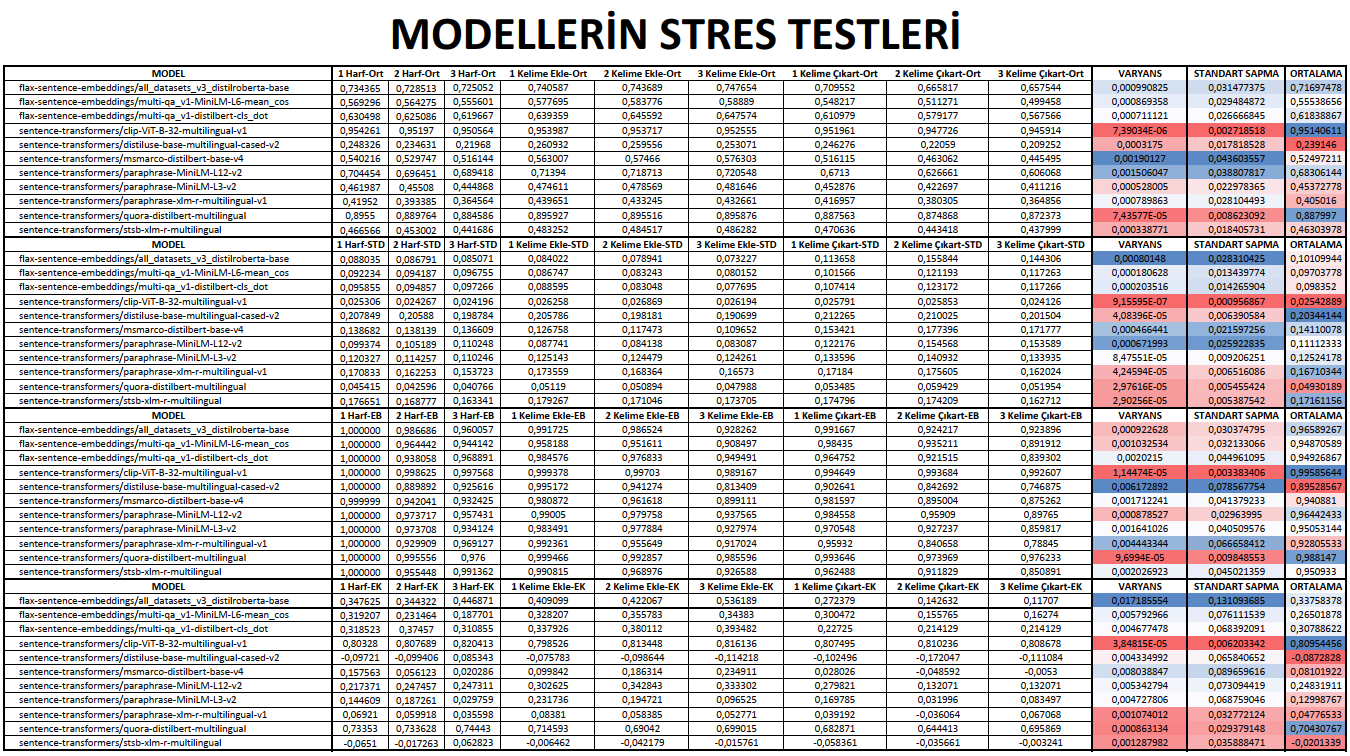 MODELLERİN STRES TESTLERİ
MODEL 1 Harf-Ort 2 Harf-Ort 3 Harf-Ort 1 Kelime Ekle-Ort 2 Kelime Ekle-Ort 3 Kelime Ekle-Ort 1 Kelime Çıkart-Ort 2 Kelime Çıkart-Ort 3 Kelime Çıkart-Ort VARYANS STANDART SAPMA ORTALAMA
flax-sentence-embeddings/all_datasets_v3_distilroberta-base 0,734365 0,728513 0,725052 0,740587 0,743689 0,747654 0,709552 0,665817 0,657544 0,000990825 0,031477375 0,71697478
flax-sentence-embeddings/multi-qa_v1-MiniLM-L6-mean_cos 0,569296 0,564275 0,555601 0,577695 0,583776 0,58889 0,548217 0,511271 0,499458 0,000869358 0,029484872 0,55538656
flax-sentence-embeddings/multi-qa_v1-distilbert-cls_dot 0,630498 0,625086 0,619667 0,639359 0,645592 0,647574 0,610979 0,579177 0,567566 0,000711121 0,026666845 0,61838867
sentence-transformers/clip-ViT-B-32-multilingual-v1 0,954261 0,95197 0,950564 0,953987 0,953717 0,952555 0,951961 0,947726 0,945914 7,39034E-06 0,002718518 0,95140611
sentence-transformers/distiluse-base-multilingual-cased-v2 0,248326 0,234631 0,21968 0,260932 0,259556 0,253071 0,246276 0,22059 0,209252 0,0003175 0,017818528 0,239146
sentence-transformers/msmarco-distilbert-base-v4 0,540216 0,529747 0,516144 0,563007 0,57466 0,576303 0,516115 0,463062 0,445495 0,00190127 0,043603557 0,52497211
sentence-transformers/paraphrase-MiniLM-L12-v2 0,704454 0,696451 0,689418 0,71394 0,718713 0,720548 0,6713 0,626661 0,606068 0,001506047 0,038807817 0,68306144
sentence-transformers/paraphrase-MiniLM-L3-v2 0,461987 0,45508 0,444868 0,474611 0,478569 0,481646 0,452876 0,422697 0,411216 0,000528005 0,022978365 0,45372778
sentence-transformers/paraphrase-xlm-r-multilingual-v1 0,41952 0,393385 0,364564 0,439651 0,433245 0,432661 0,416957 0,380305 0,364856 0,000789863 0,028104493 0,405016
sentence-transformers/quora-distilbert-multilingual 0,8955 0,889764 0,884586 0,895927 0,895516 0,895876 0,887563 0,874868 0,872373 7,43577E-05 0,008623092 0,887997
sentence-transformers/stsb-xlm-r-multilingual 0,466566 0,453002 0,441686 0,483252 0,484517 0,486282 0,470636 0,443418 0,437999 0,000338771 0,018405731 0,46303978
MODEL 1 Harf-STD 2 Harf-STD 3 Harf-STD 1 Kelime Ekle-STD 2 Kelime Ekle-STD 3 Kelime Ekle-STD 1 Kelime Çıkart-STD 2 Kelime Çıkart-STD 3 Kelime Çıkart-STD VARYANS STANDART SAPMA ORTALAMA
flax-sentence-embeddings/all_datasets_v3_distilroberta-base 0,088035 0,086791 0,085071 0,084022 0,078941 0,073227 0,113658 0,155844 0,144306 0,00080148 0,028310425 0,10109944
flax-sentence-embeddings/multi-qa_v1-MiniLM-L6-mean_cos 0,092234 0,094187 0,096755 0,086747 0,083243 0,080152 0,101566 0,121193 0,117263 0,000180628 0,013439774 0,09703778
flax-sentence-embeddings/multi-qa_v1-distilbert-cls_dot 0,095855 0,094857 0,097266 0,088595 0,083048 0,077695 0,107414 0,123172 0,117266 0,000203516 0,014265904 0,098352
sentence-transformers/clip-ViT-B-32-multilingual-v1 0,025306 0,024267 0,024196 0,026258 0,026869 0,026194 0,025791 0,025853 0,024126 9,15595E-07 0,000956867 0,02542889
sentence-transformers/distiluse-base-multilingual-cased-v2 0,207849 0,20588 0,198784 0,205786 0,198181 0,190699 0,212265 0,210025 0,201504 4,08396E-05 0,006390584 0,20344144
sentence-transformers/msmarco-distilbert-base-v4 0,138682 0,138139 0,136609 0,126758 0,117473 0,109652 0,153421 0,177396 0,171777 0,000466441 0,021597256 0,14110078
sentence-transformers/paraphrase-MiniLM-L12-v2 0,099374 0,105189 0,110248 0,087741 0,084138 0,083087 0,122176 0,154568 0,153589 0,000671993 0,025922835 0,11112333
sentence-transformers/paraphrase-MiniLM-L3-v2 0,120327 0,114257 0,110246 0,125143 0,124479 0,124261 0,133596 0,140932 0,133935 8,47551E-05 0,009206251 0,12524178
sentence-transformers/paraphrase-xlm-r-multilingual-v1 0,170833 0,162253 0,153723 0,173559 0,168364 0,16573 0,17184 0,175605 0,162024 4,24594E-05 0,006516086 0,16710344
sentence-transformers/quora-distilbert-multilingual 0,045415 0,042596 0,040766 0,05119 0,050894 0,047988 0,053485 0,059429 0,051954 2,97616E-05 0,005455424 0,04930189
sentence-transformers/stsb-xlm-r-multilingual 0,176651 0,168777 0,163341 0,179267 0,171046 0,173705 0,174796 0,174209 0,162712 2,90256E-05 0,005387542 0,17161156
MODEL 1 Harf-EB 2 Harf-EB 3 Harf-EB 1 Kelime Ekle-EB 2 Kelime Ekle-EB 3 Kelime Ekle-EB 1 Kelime Çıkart-EB 2 Kelime Çıkart-EB 3 Kelime Çıkart-EB VARYANS STANDART SAPMA ORTALAMA
flax-sentence-embeddings/all_datasets_v3_distilroberta-base 1,000000 0,986686 0,960057 0,991725 0,986524 0,928262 0,991667 0,924217 0,923896 0,000922628 0,030374795 0,96589267
flax-sentence-embeddings/multi-qa_v1-MiniLM-L6-mean_cos 1,000000 0,964442 0,944142 0,958188 0,951611 0,908497 0,98435 0,935211 0,891912 0,001032534 0,032133066 0,94870589
flax-sentence-embeddings/multi-qa_v1-distilbert-cls_dot 1,000000 0,938058 0,968891 0,984576 0,976833 0,949491 0,964752 0,921515 0,839302 0,0020215 0,044961095 0,94926867
sentence-transformers/clip-ViT-B-32-multilingual-v1 1,000000 0,998625 0,997568 0,999378 0,99703 0,989167 0,994649 0,993684 0,992607 1,14474E-05 0,003383406 0,99585644
sentence-transformers/distiluse-base-multilingual-cased-v2 1,000000 0,889892 0,925616 0,995172 0,941274 0,813409 0,902641 0,842692 0,746875 0,006172892 0,078567754 0,89528567
sentence-transformers/msmarco-distilbert-base-v4 0,999999 0,942041 0,932425 0,980872 0,961618 0,899111 0,981597 0,895004 0,875262 0,001712241 0,041379233 0,940881
sentence-transformers/paraphrase-MiniLM-L12-v2 1,000000 0,973717 0,957431 0,99005 0,979758 0,937565 0,984558 0,95909 0,89765 0,000878527 0,02963995 0,96442433
sentence-transformers/paraphrase-MiniLM-L3-v2 1,000000 0,973708 0,934124 0,983491 0,977884 0,927974 0,970548 0,927237 0,859817 0,001641026 0,040509576 0,95053144
sentence-transformers/paraphrase-xlm-r-multilingual-v1 1,000000 0,929909 0,969127 0,992361 0,955649 0,917024 0,95932 0,840658 0,78845 0,004443344 0,066658412 0,92805533
sentence-transformers/quora-distilbert-multilingual 1,000000 0,995556 0,976 0,999466 0,992857 0,985596 0,993646 0,973969 0,976233 9,6994E-05 0,009848553 0,988147
sentence-transformers/stsb-xlm-r-multilingual 1,000000 0,955448 0,991362 0,990815 0,968976 0,926588 0,962488 0,911829 0,850891 0,002026923 0,045021359 0,950933
MODEL 1 Harf-EK 2 Harf-EK 3 Harf-EK 1 Kelime Ekle-EK 2 Kelime Ekle-EK 3 Kelime Ekle-EK 1 Kelime Çıkart-EK 2 Kelime Çıkart-EK 3 Kelime Çıkart-EK VARYANS STANDART SAPMA ORTALAMA
flax-sentence-embeddings/all_datasets_v3_distilroberta-base 0,347625 0,344322 0,446871 0,409099 0,422067 0,536189 0,272379 0,142632 0,11707 0,017185554 0,131093685 0,33758378
flax-sentence-embeddings/multi-qa_v1-MiniLM-L6-mean_cos 0,319207 0,231464 0,187701 0,328207 0,355783 0,34383 0,300472 0,155765 0,16274 0,005792966 0,076111539 0,26501878
flax-sentence-embeddings/multi-qa_v1-distilbert-cls_dot 0,318523 0,37457 0,310855 0,337926 0,380112 0,393482 0,22725 0,214129 0,214129 0,004677478 0,068392091 0,30788622
sentence-transformers/clip-ViT-B-32-multilingual-v1 0,80328 0,807689 0,820413 0,798526 0,813448 0,816136 0,807495 0,810236 0,808678 3,84815E-05 0,006203342 0,80954456
sentence-transformers/distiluse-base-multilingual-cased-v2 -0,09721 -0,099406 0,085343 -0,075783 -0,098644 -0,114218 -0,102496 -0,172047 -0,111084 0,004334992 0,065840652 -0,0872828
sentence-transformers/msmarco-distilbert-base-v4 0,157563 0,056123 0,020286 0,099842 0,186314 0,234911 0,028026 -0,048592 -0,0053 0,008038847 0,089659616 0,08101922
sentence-transformers/paraphrase-MiniLM-L12-v2 0,217371 0,247457 0,247311 0,302625 0,342843 0,333302 0,279821 0,132071 0,132071 0,005342794 0,073094419 0,24831911
sentence-transformers/paraphrase-MiniLM-L3-v2 0,144609 0,187261 0,029759 0,231736 0,194721 0,096525 0,169785 0,031996 0,083497 0,004727806 0,068759046 0,12998767
sentence-transformers/paraphrase-xlm-r-multilingual-v1 0,06921 0,059918 0,035598 0,08381 0,058385 0,052771 0,039192 -0,036064 0,067068 0,001074012 0,032772124 0,04776533
sentence-transformers/quora-distilbert-multilingual 0,73353 0,733628 0,74443 0,714593 0,69042 0,699015 0,682871 0,644413 0,695869 0,000863134 0,029379148 0,70430767
sentence-transformers/stsb-xlm-r-multilingual -0,0651 -0,017263 0,062823 -0,006462 -0,042179 -0,015761 -0,058361 -0,035661 -0,003241 0,001287982 0,035888471 -0,0201339